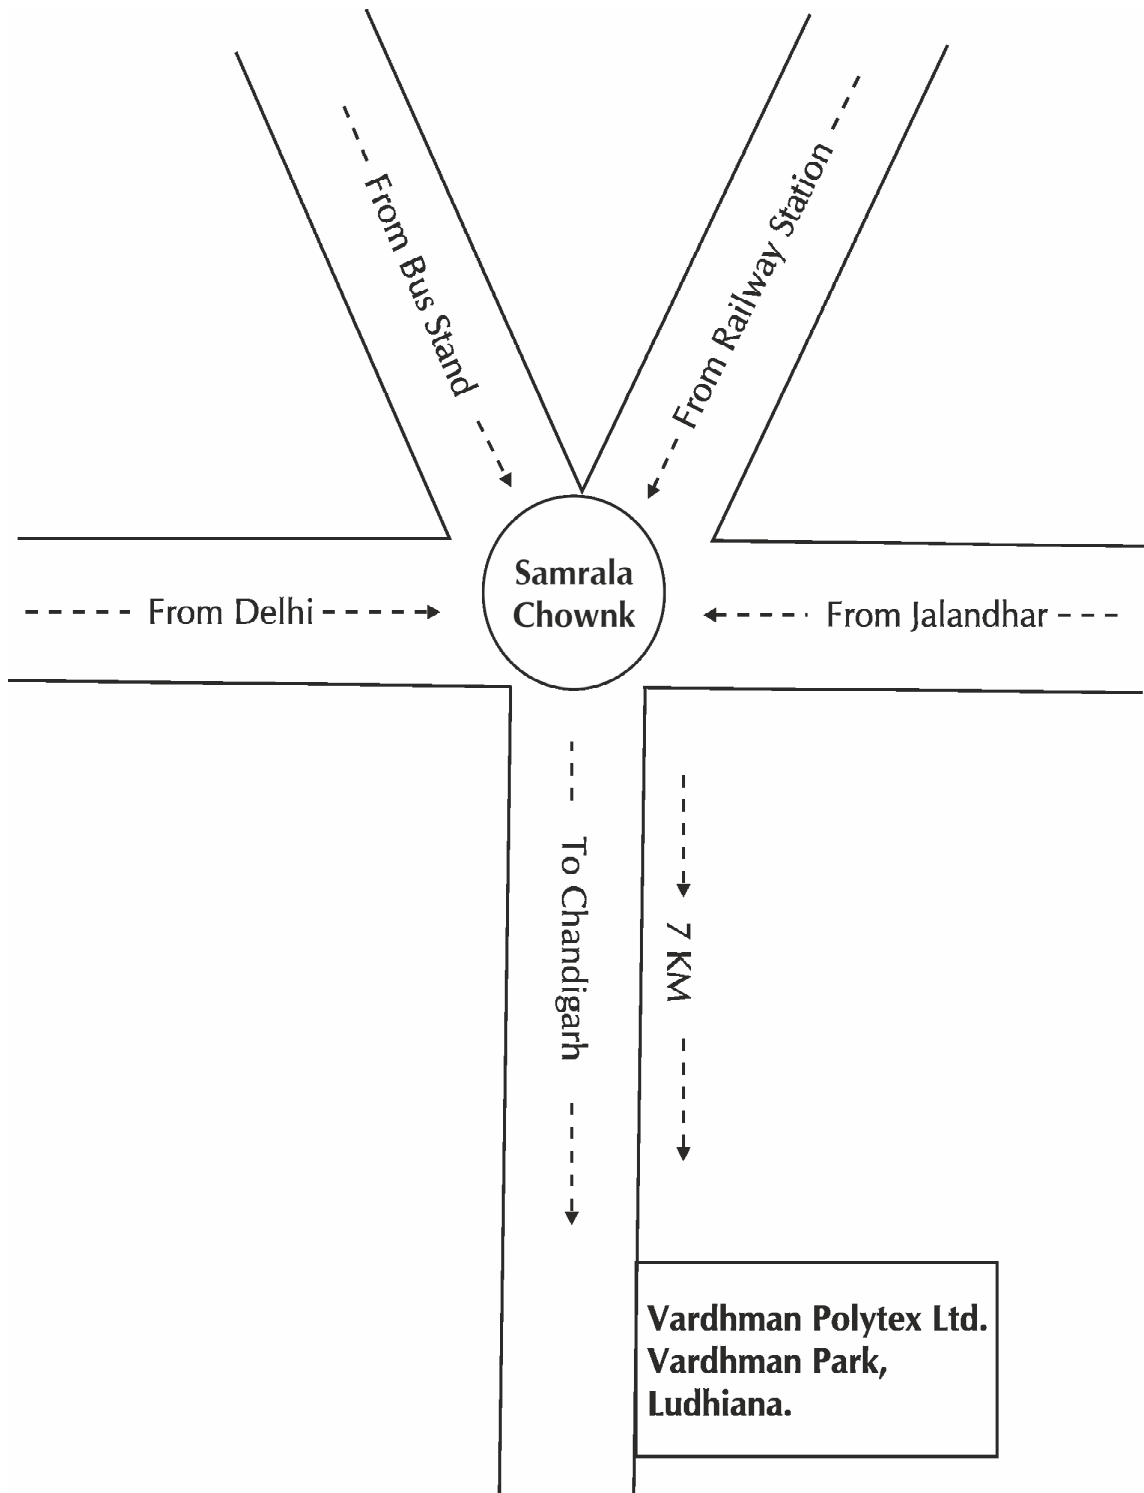 From Bus Stand
From Railway Station
Samrala
Chownk
From Delhi
From Jalandhar
To Chandigarh
7 KM
Vardhman Polytex Ltd.
Vardhman Park,
Ludhiana.